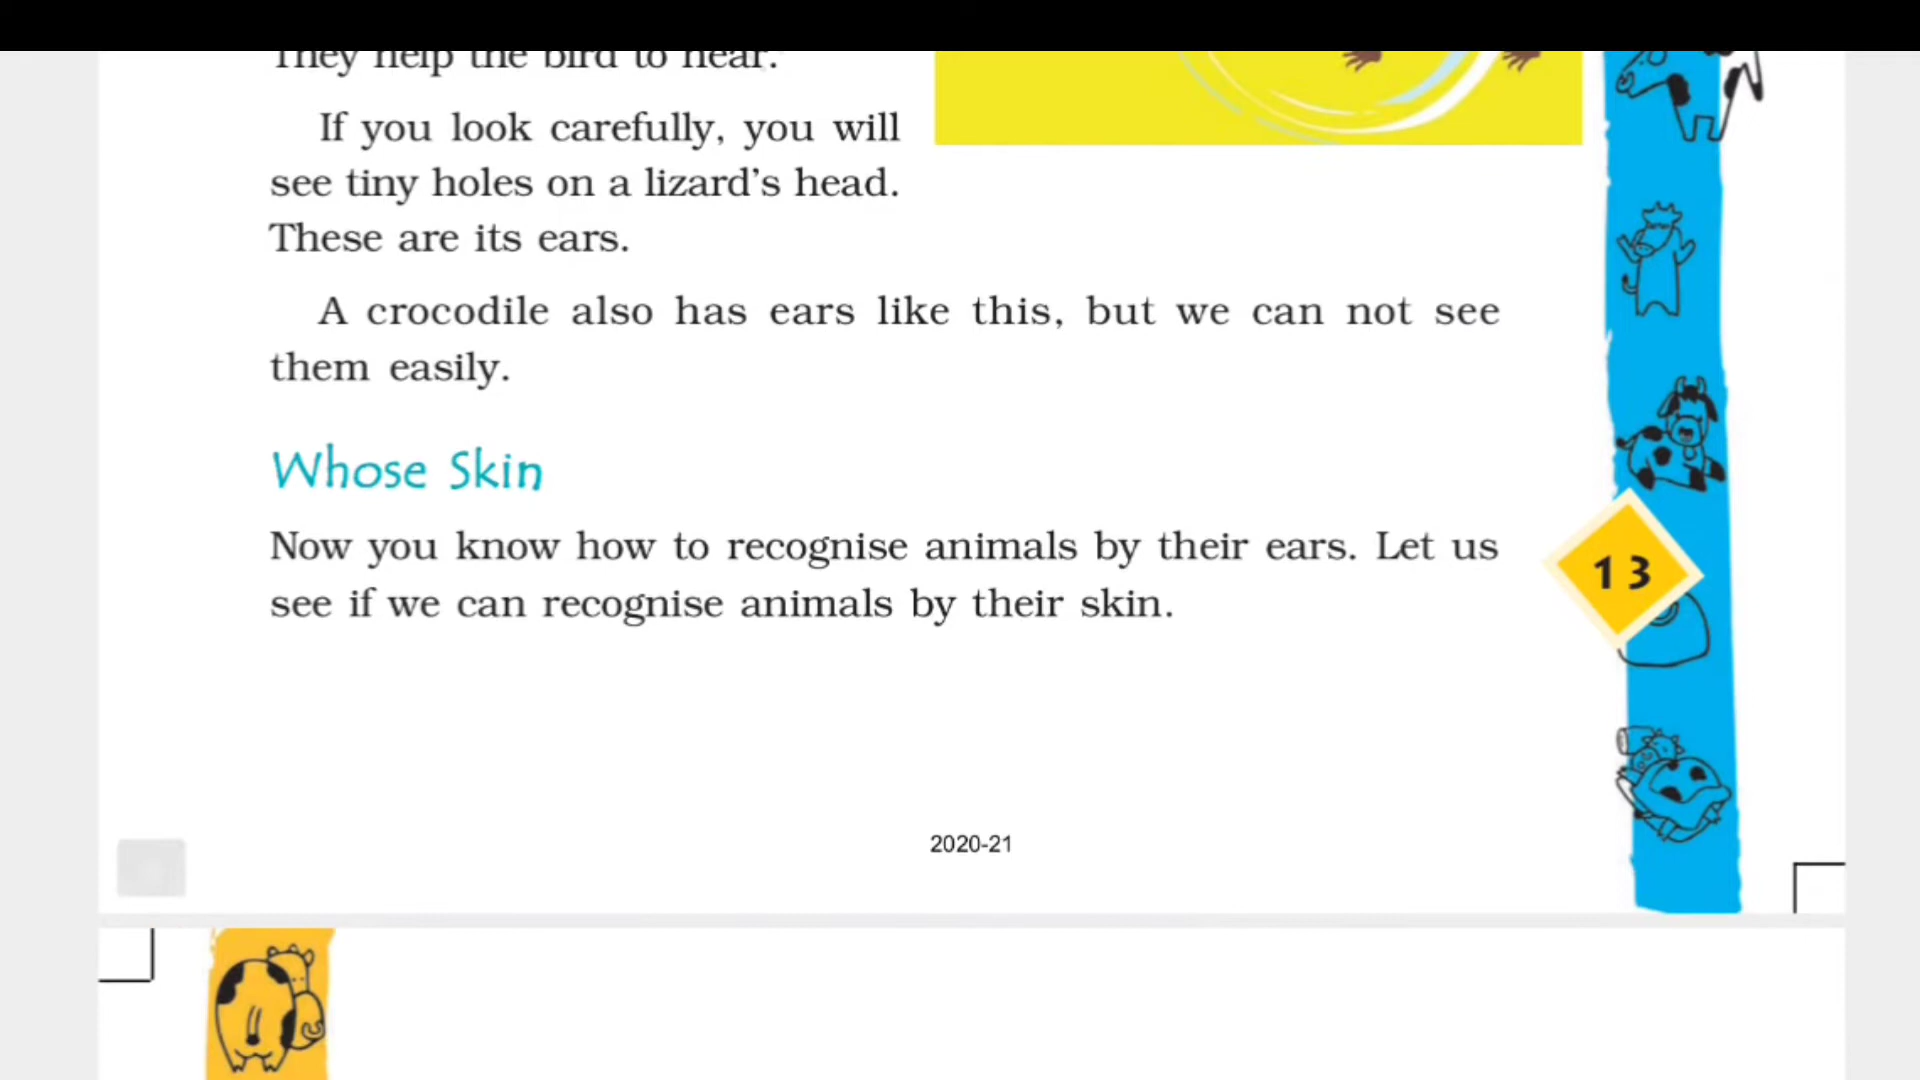 They help the bird to hear.
If you look carefully, you will
see tiny holes on a lizard's head.
These are its ears.
A crocodile also has ears like this, but we can not see
them easily.
Whose Skin
Now you know how to recognise animals by their ears. Let us
see if we can recognise animals by their skin.
13
2020-21